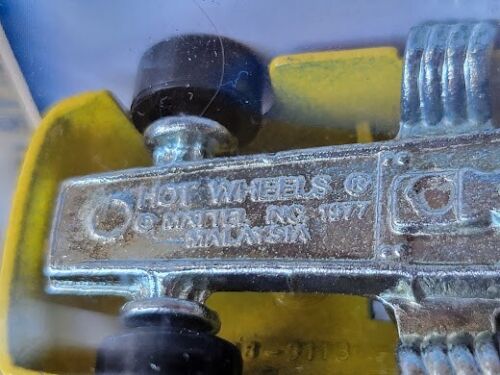 HOT WHEELS ®
© MATTEL INC. 1977
MALAYSIA